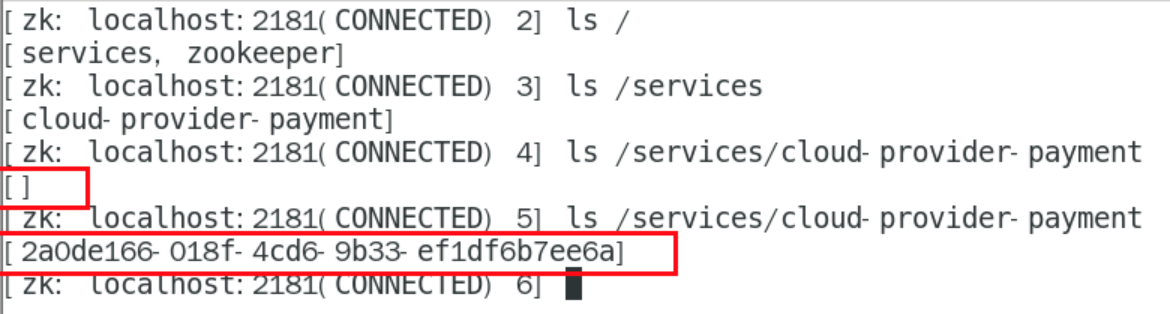 [ zk: localhost: 2181( CONNECTED) 2] ls /
[ services, zookeeper]
[ zk: localhost: 2181( CONNECTED) 3] ls /services
[ cloud- provider- payment]
[ zk: localhost: 2181( CONNECTED) 4] ls /services/cloud- provider- payment
[ ]
[ zk: localhost: 2181( CONNECTED) 5] ls /services/cloud- provider- payment
[ 2a0de166- 018f- 4cd6- 9b33- ef1df6b7ee6a]
[ zk: localhost: 2181( CONNECTED) 6]